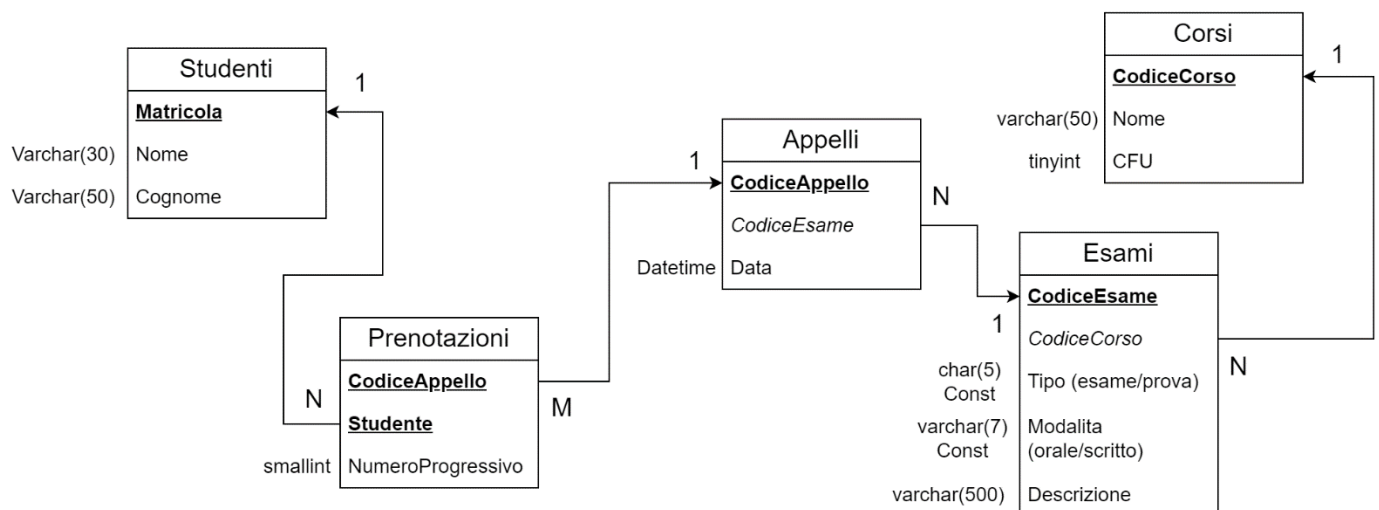 Studenti
1
Matricola
Varchar(30) Nome
Varchar(50) Cognome
Prenotazioni
CodiceAppello
M
N
Studente
smallint NumeroProgressivo
Appelli
1
CodiceAppello
N
CodiceEsame
Datetime Data
Corsi
1
CodiceCorso
varchar(50) Nome
tinyint CFU
Esami
1
CodiceEsame
CodiceCorso
N
char(5)
Const
Tipo (esame/prova)
varchar(7)
Const
Modalita
(orale/scritto)
varchar(500) Descrizione